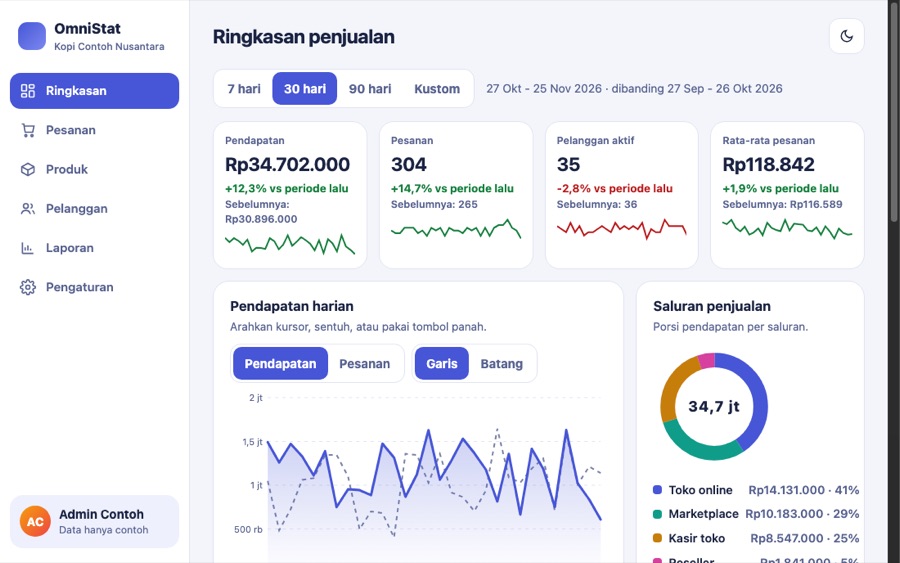 OmniStat
Kopi Contoh Nusantara
Ringkasan
Pesanan
Produk
Pelanggan
Laporan
Pengaturan
AC
Admin Contoh
Data hanya contoh
Ringkasan penjualan
7 hari
30 hari
90 hari
Kustom
27 Okt - 25 Nov 2026 · dibanding 27 Sep - 26 Okt 2026
Pendapatan
Rp34.702.000
+12,3% vs periode lalu
Sebelumnya:
Rp30.896.000
Pesanan
304
+14,7% vs periode lalu
Sebelumnya: 265
Pelanggan aktif
35
-2,8% vs periode lalu
Sebelumnya: 36
Rata-rata pesanan
Rp118.842
+1,9% vs periode lalu
Sebelumnya: Rp116.589
Pendapatan harian
Arahkan kursor, sentuh, atau pakai tombol panah.
Pendapatan
Pesanan
Garis
Batang
2 jt
1,5 jt
1 jt
500 rb
Saluran penjualan
Porsi pendapatan per saluran.
34,7 jt
Toko online Rp14.131.000 · 41%
Marketplace Rp10.183.000 · 29%
Kasir toko Rp8.547.000 · 25%
Reseller Rp1.841.000 · 5%